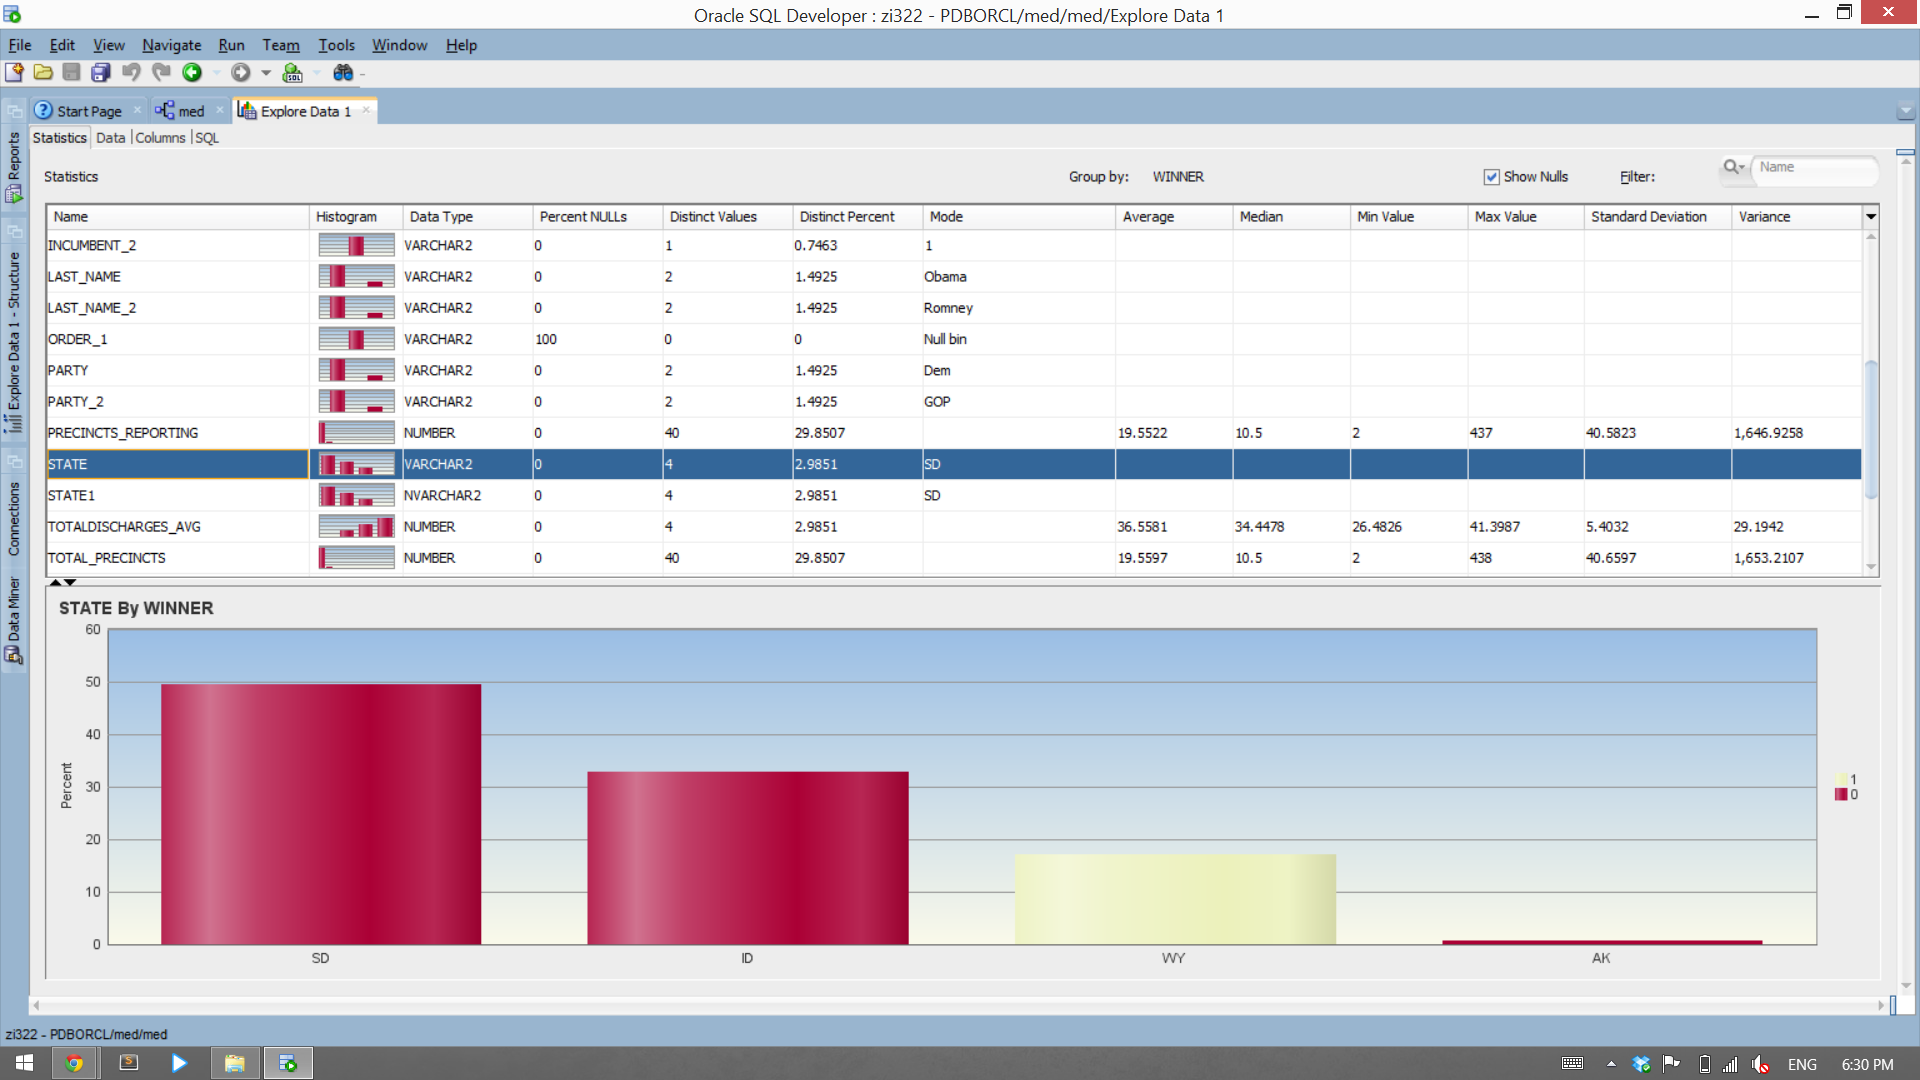 Oracle SQL Developer : zi322 - PDBORCL/med/med/Explore Data 1
File Edit View Navigate Run Team Tools Window Help
Start Page med Explore Data 1
Statistics Data Columns SQL
Reports
Explore Data 1 - Structure
Connections
Data Miner
Statistics Group by: WINNER Show Nulls Filter: Name
Name Histogram Data Type Percent NULLs Distinct Values Distinct Percent Mode Average Median Min Value Max Value Standard Deviation Variance
INCUMBENT_2 VARCHAR2 0 1 0.7463 1
LAST_NAME VARCHAR2 0 2 1.4925 Obama
LAST_NAME_2 VARCHAR2 0 2 1.4925 Romney
ORDER_1 VARCHAR2 100 0 0 Null bin
PARTY VARCHAR2 0 2 1.4925 Dem
PARTY_2 VARCHAR2 0 2 1.4925 GOP
PRECINCTS_REPORTING NUMBER 0 40 29.8507 19.5522 10.5 2 437 40.5823 1,646.9258
STATE VARCHAR2 0 4 2.9851 SD
STATE1 NVARCHAR2 0 4 2.9851 SD
TOTALDISCHARGES_AVG NUMBER 0 4 2.9851 36.5581 34.4478 26.4826 41.3987 5.4032 29.1942
TOTAL_PRECINCTS NUMBER 0 40 29.8507 19.5597 10.5 2 438 40.6597 1,653.2107
STATE By WINNER
60
50
40
30
20
10
0
Percent
SD ID WY AK
1
0
zi322 - PDBORCL/med/med
ENG 6:30 PM